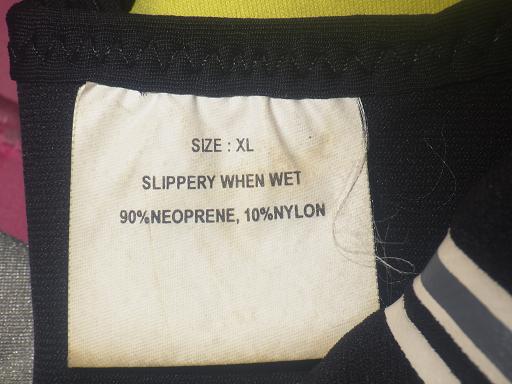 SIZE : XL
SLIPPERY WHEN WET
90%NEOPRENE, 10%NYLON